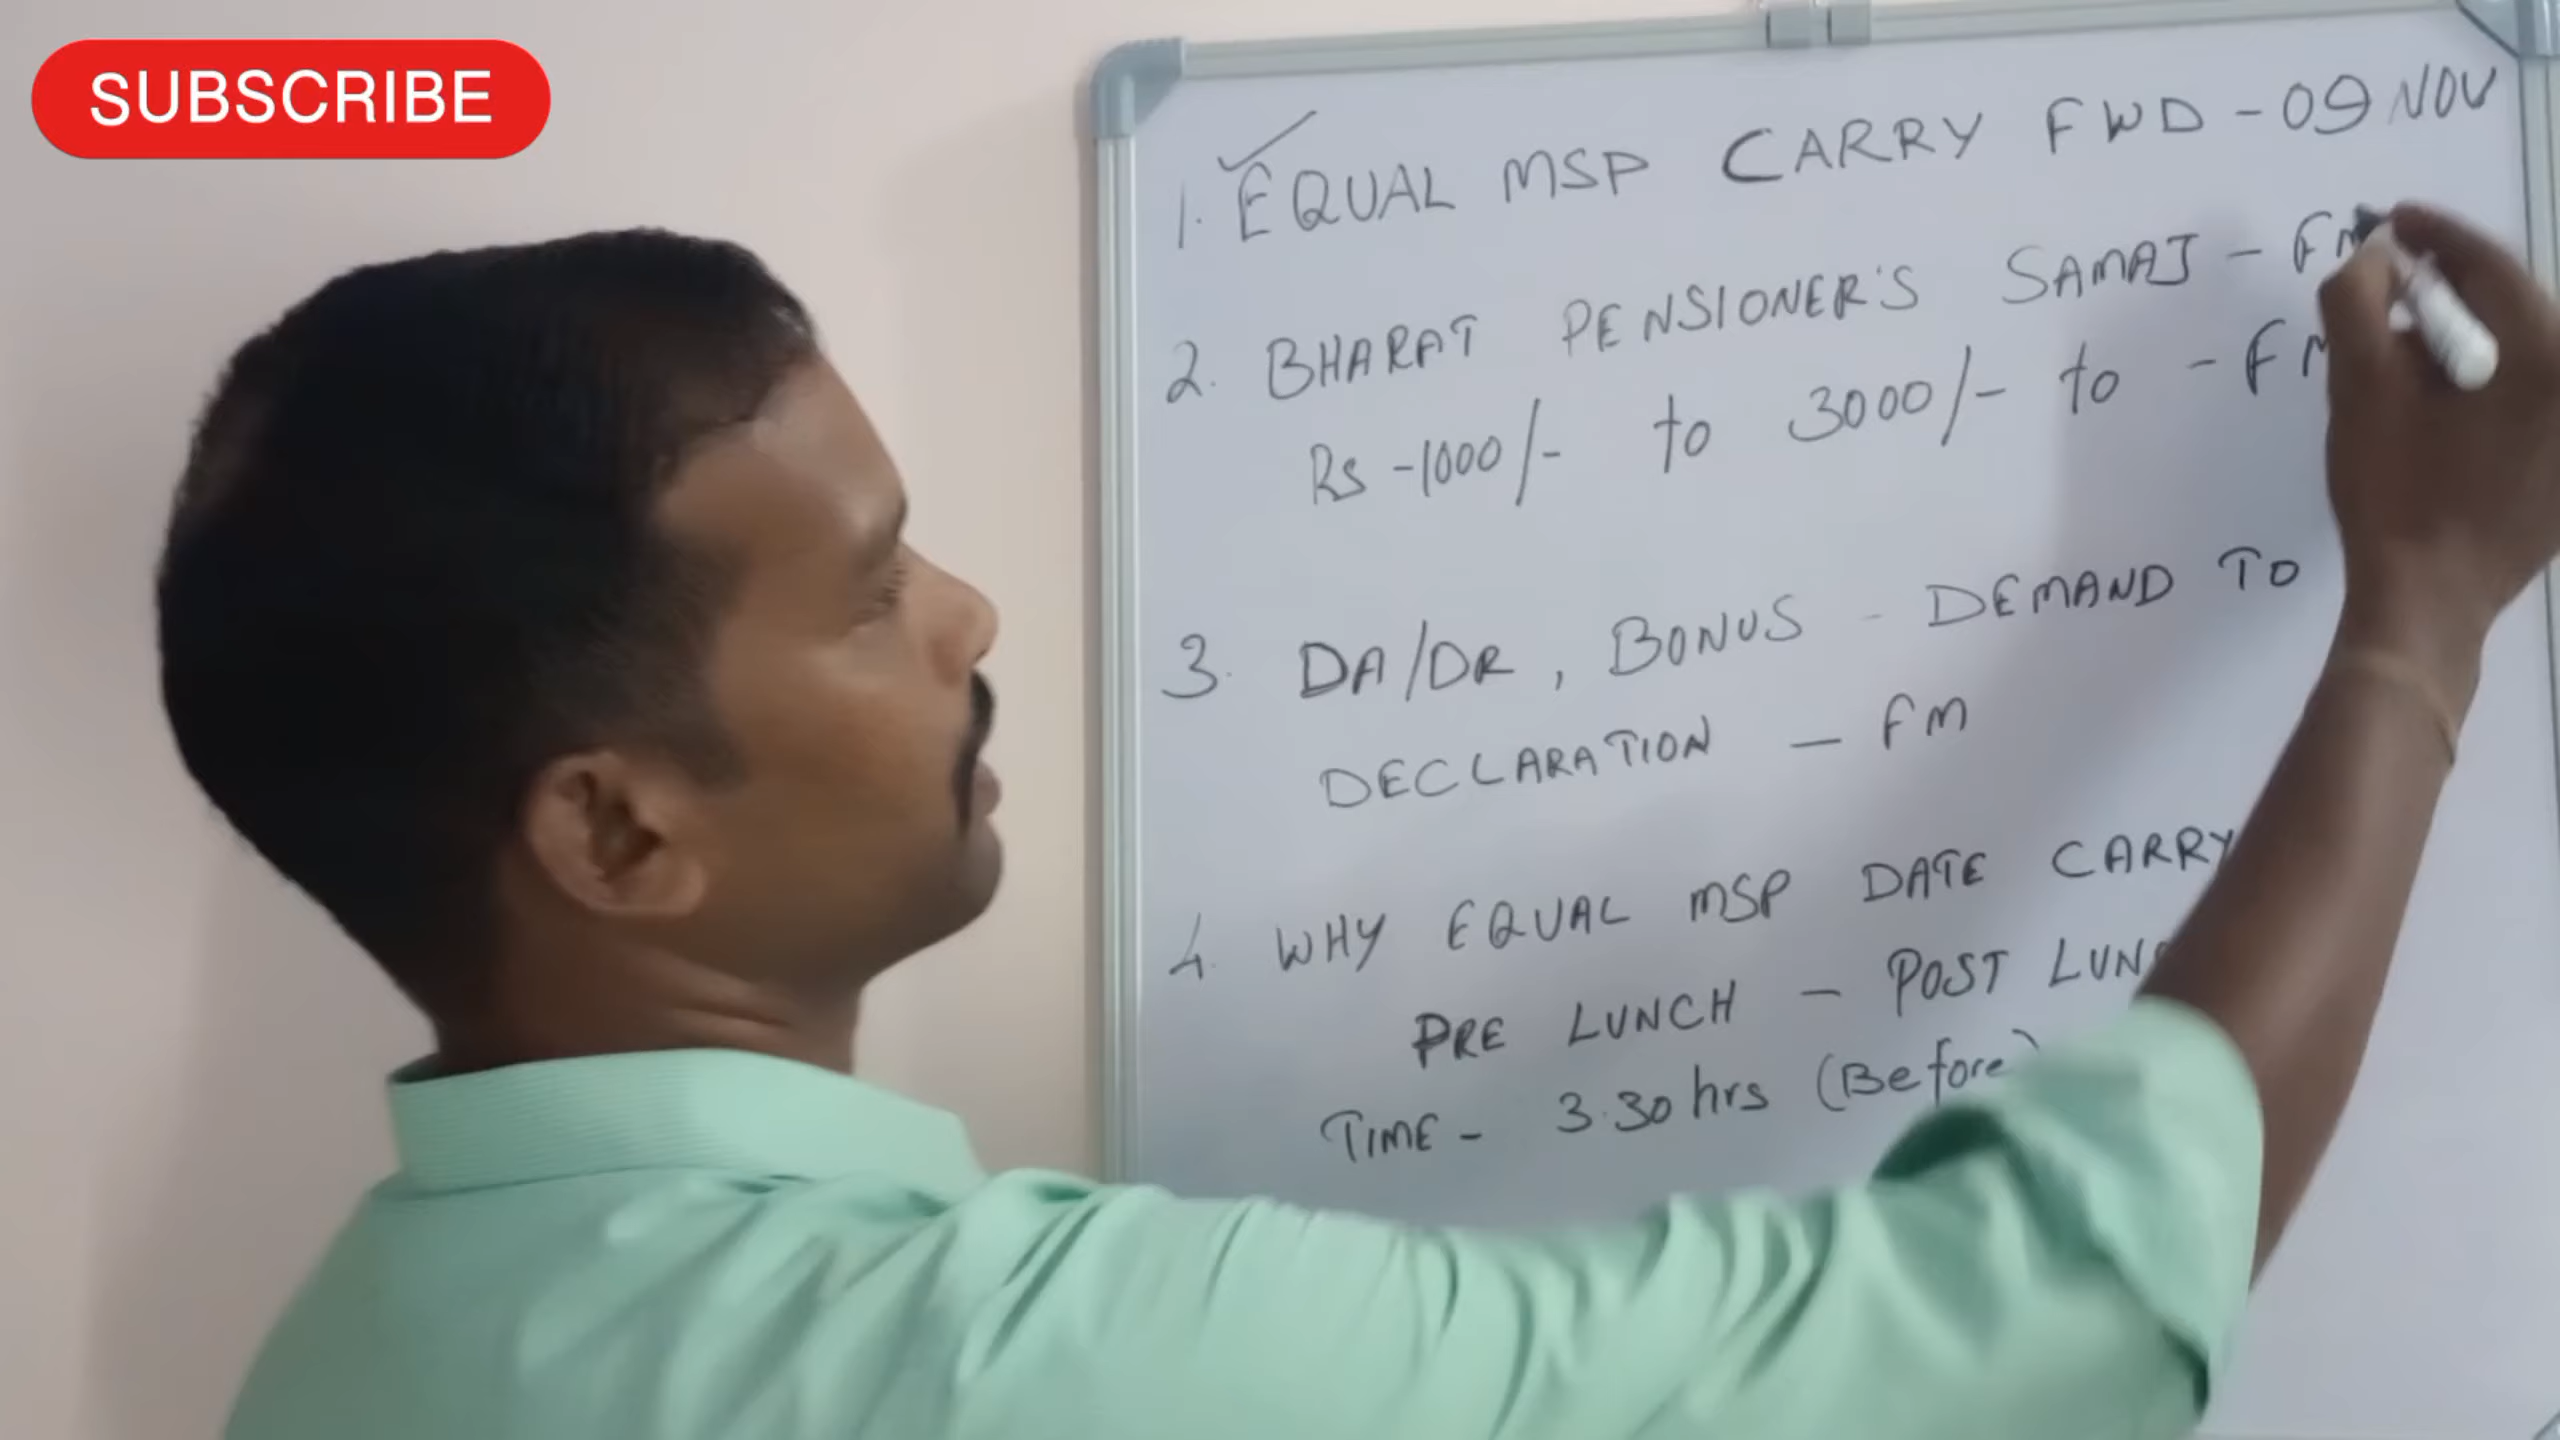 SUBSCRIBE
1. EQUAL MSP CARRY FWD - 09 NOV
2. BHARAT PENSIONER'S SAMAJ - FM
Rs -1000/- to 3000/- to - FM
3. DA/DR, BONUS - DEMAND TO
DECLARATION - FM
4. WHY EQUAL MSP DATE CARRY
PRE LUNCH - POST
TIME - 3.30 hrs (Before)